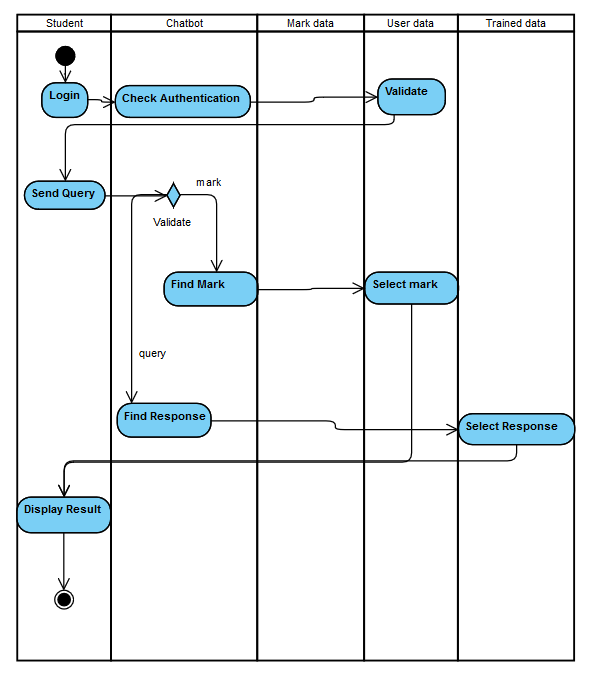 Student
Chatbot
Mark data
User data
Trained data
Login
Check Authentication
Validate
Send Query
mark
Validate
Find Mark
Select mark
query
Find Response
Select Response
Display Result